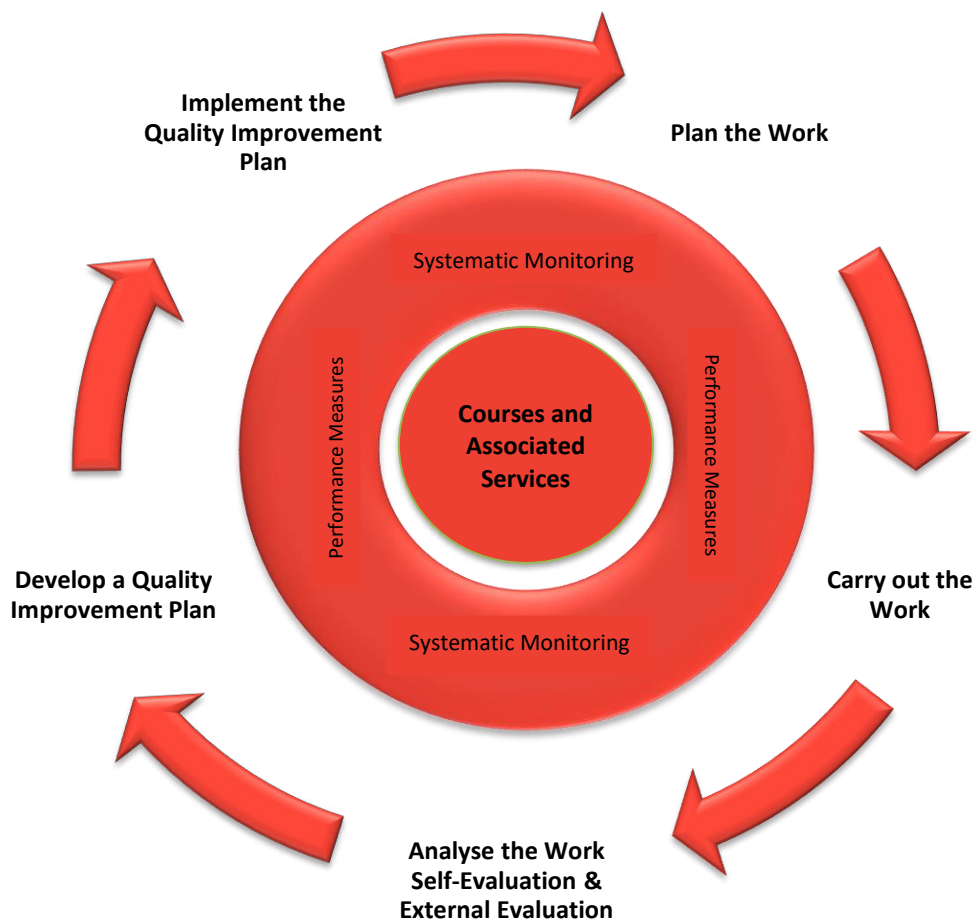 Implement the
Quality Improvement
Plan
Plan the Work
Systematic Monitoring
Performance Measures
Courses and
Associated
Services
Performance Measures
Develop a Quality
Improvement Plan
Carry out the
Work
Systematic Monitoring
Analyse the Work
Self-Evaluation &
External Evaluation